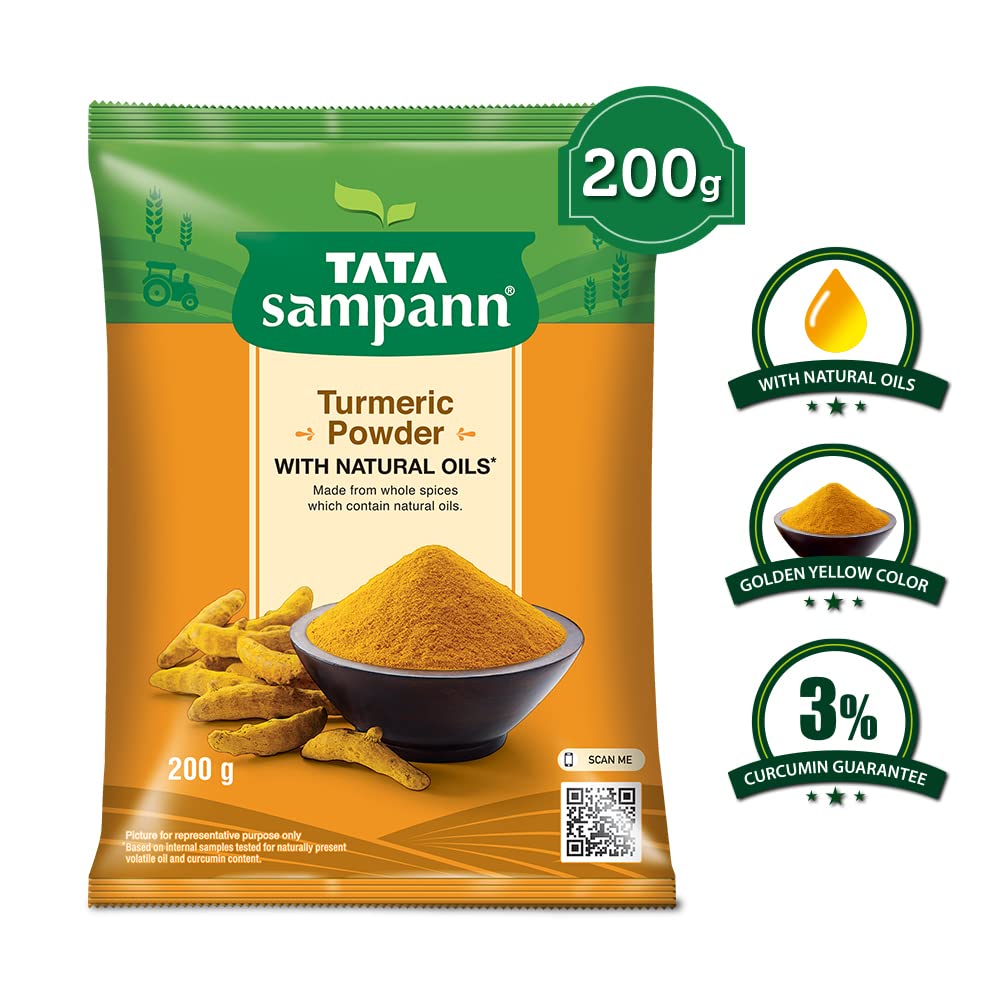 200g
TATA
sampann®
Turmeric
Powder
WITH NATURAL OILS*
Made from whole spices
which contain natural oils.
200 g
SCAN ME
Picture for representative purpose only
*Based on internal samples tested for naturally present
volatile oil and curcumin content.
WITH NATURAL OILS
GOLDEN YELLOW COLOR
3%
CURCUMIN GUARANTEE